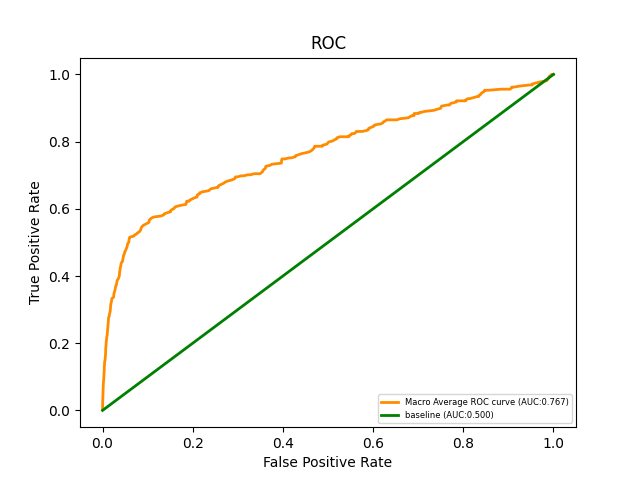 ROC
1.0
0.8
0.6
0.4
0.2
0.0
True Positive Rate
Macro Average ROC curve (AUC:0.767)
baseline (AUC:0.500)
0.0 0.2 0.4 0.6 0.8 1.0
False Positive Rate